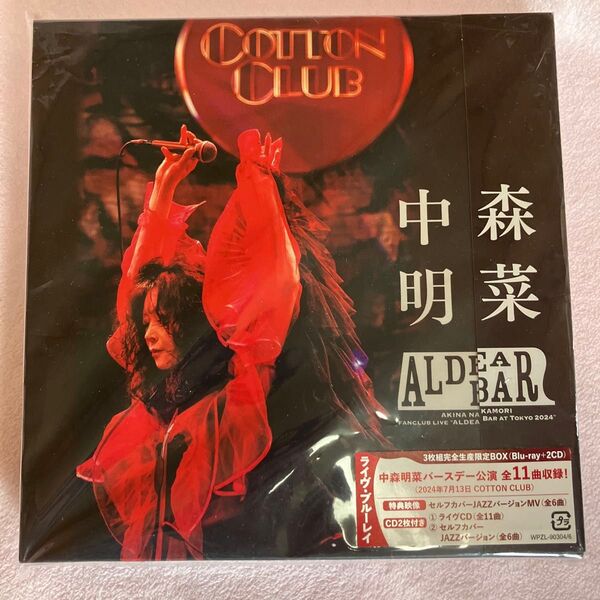 COTTON
CLUB
中森
明菜
ALDEA
BAR
AKINA NAKAMORI
FANCLUB LIVE "ALDEA BAR AT TOKYO 2024"
ライヴ・ブルーレイ
3枚組完全生産限定BOX〈Blu-ray+2CD〉
中森明菜バースデー公演 全11曲収録!
(2024年7月13日 COTTON CLUB)
特典映像 セルフカバーJAZZバージョンMV(全6曲)
CD2枚付き ① ライヴCD(全11曲)
② セルフカバー
JAZZバージョン(全6曲)
WPZL-90304/6
プラ